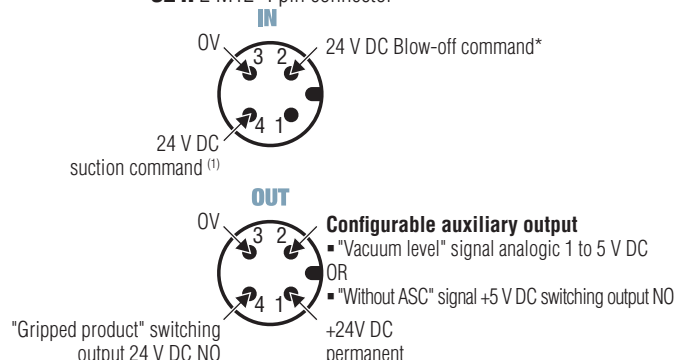 IN
0V
24 V DC Blow-off command*
3 2
4 1
24 V DC
suction command (1)
OUT
0V
Configurable auxiliary output
3 2
▪ "Vacuum level" signal analogic 1 to 5 V DC
OR
▪ "Without ASC" signal +5 V DC switching output NO
4 1
"Gripped product" switching
output 24 V DC NO
+24V DC
permanent